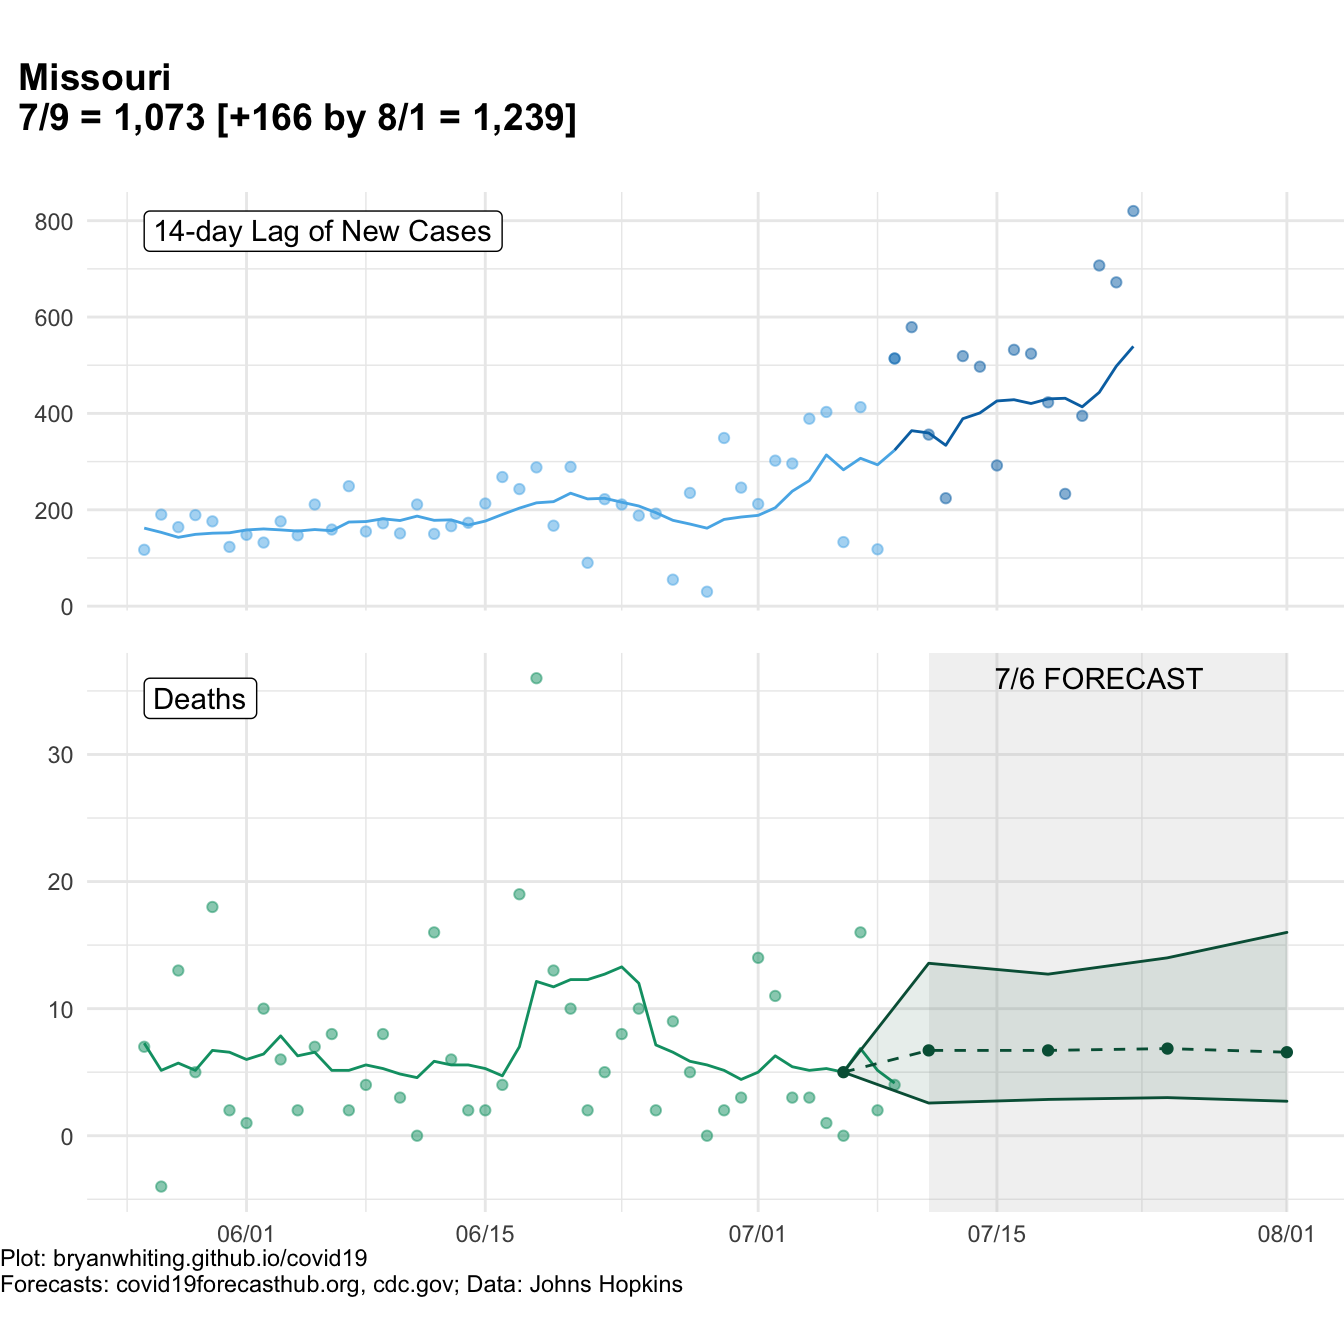 Missouri
7/9 = 1,073 [+166 by 8/1 = 1,239]
14-day Lag of New Cases
800
600
400
200
0
Deaths
7/6 FORECAST
30
20
10
0
06/01
06/15
07/01
07/15
08/01
Plot: bryanwhiting.github.io/covid19
Forecasts: covid19forecasthub.org, cdc.gov; Data: Johns Hopkins